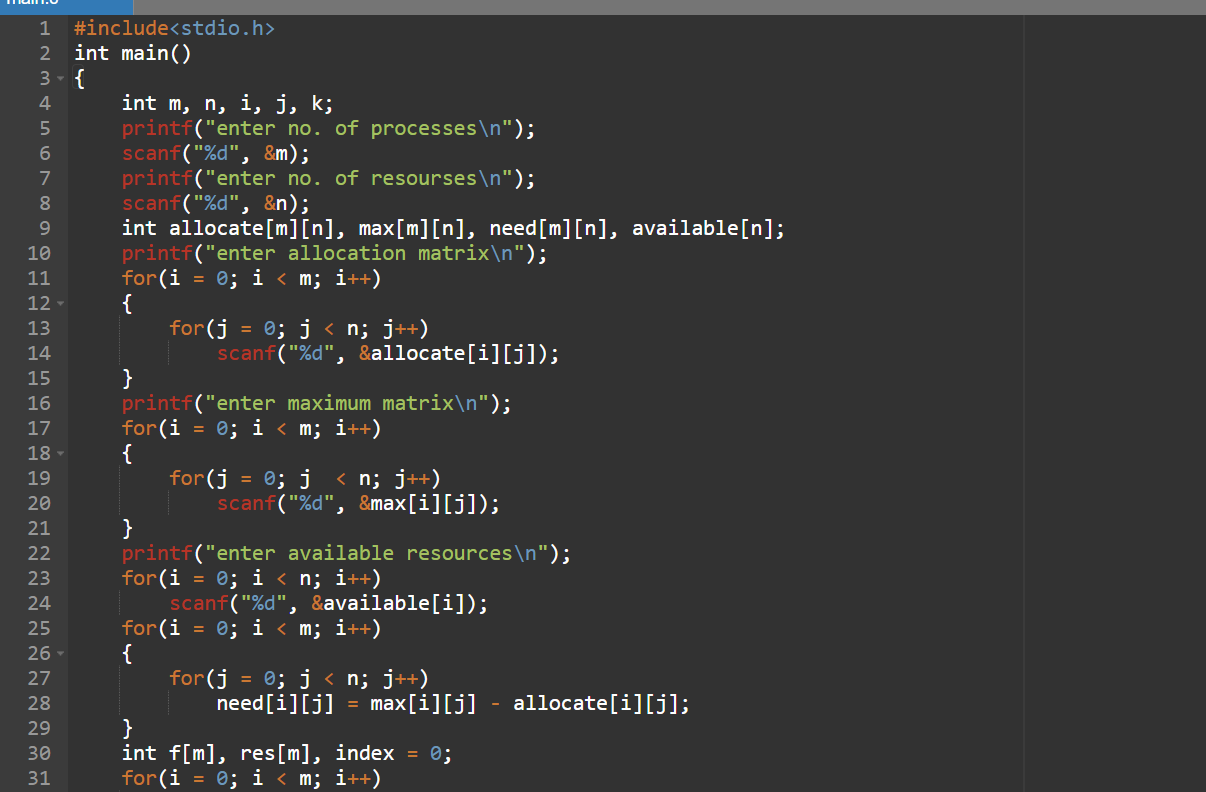 main.c
1 #include<stdio.h>
2 int main()
3 {
4     int m, n, i, j, k;
5     printf("enter no. of processes\n");
6     scanf("%d", &m);
7     printf("enter no. of resourses\n");
8     scanf("%d", &n);
9     int allocate[m][n], max[m][n], need[m][n], available[n];
10     printf("enter allocation matrix\n");
11     for(i = 0; i < m; i++)
12     {
13         for(j = 0; j < n; j++)
14             scanf("%d", &allocate[i][j]);
15     }
16     printf("enter maximum matrix\n");
17     for(i = 0; i < m; i++)
18     {
19         for(j = 0; j  < n; j++)
20             scanf("%d", &max[i][j]);
21     }
22     printf("enter available resources\n");
23     for(i = 0; i < n; i++)
24         scanf("%d", &available[i]);
25     for(i = 0; i < m; i++)
26     {
27         for(j = 0; j < n; j++)
28             need[i][j] = max[i][j] - allocate[i][j];
29     }
30     int f[m], res[m], index = 0;
31     for(i = 0; i < m; i++)